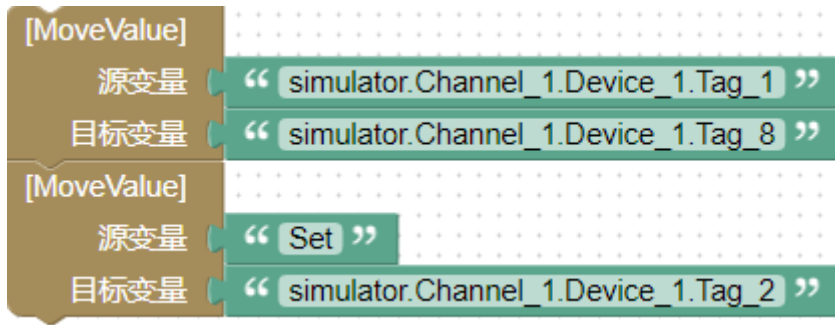 [MoveValue]
源变量 “ simulator.Channel_1.Device_1.Tag_1 ”
目标变量 “ simulator.Channel_1.Device_1.Tag_8 ”
[MoveValue]
源变量 “ Set ”
目标变量 “ simulator.Channel_1.Device_1.Tag_2 ”